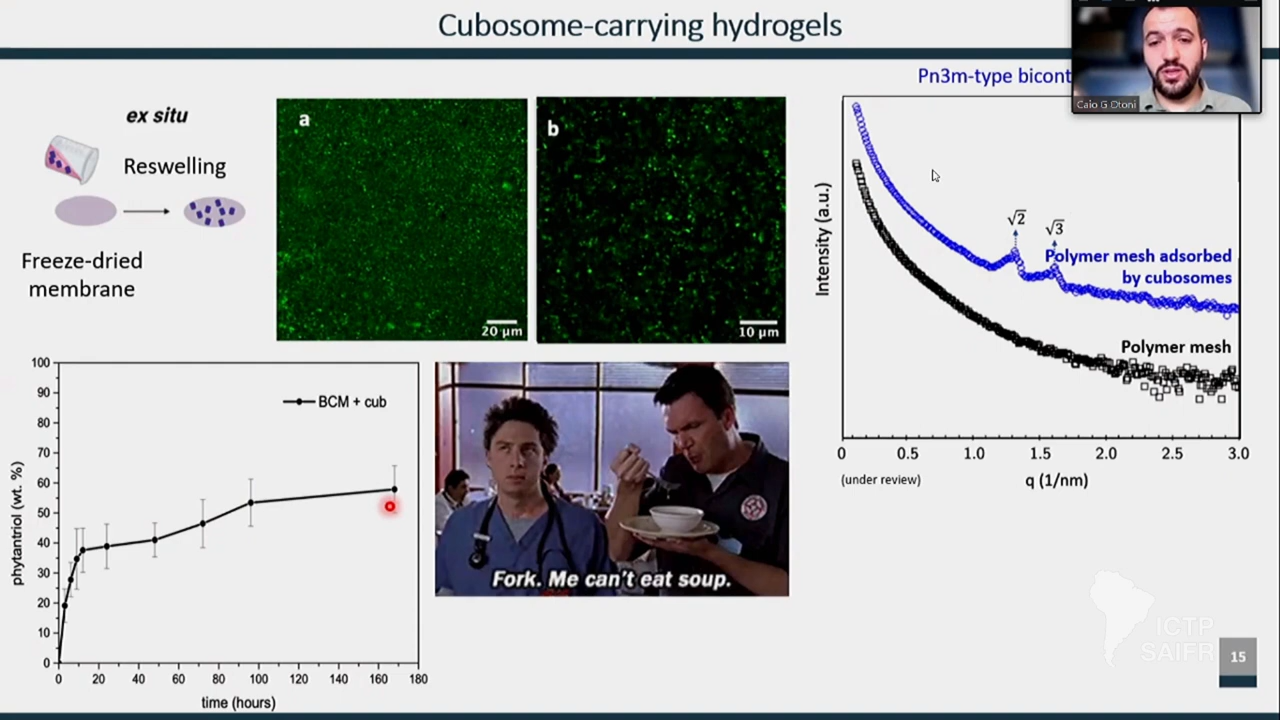 Cubosome-carrying hydrogels
Caio G Otoni
ex situ
Reswelling
Freeze-dried
membrane
a
20 µm
b
10 µm
Pn3m-type bicont
Intensity (a.u.)
√2
√3
Polymer mesh adsorbed
by cubosomes
Polymer mesh
0 0.5 1.0 1.5 2.0 2.5 3.0
(under review)
q (1/nm)
phytantriol (wt. %)
100
90
80
70
60
50
40
30
20
10
0
BCM + cub
0 20 40 60 80 100 120 140 160 180
time (hours)
Fork. Me can't eat soup.
ICTP
SAIFR
15